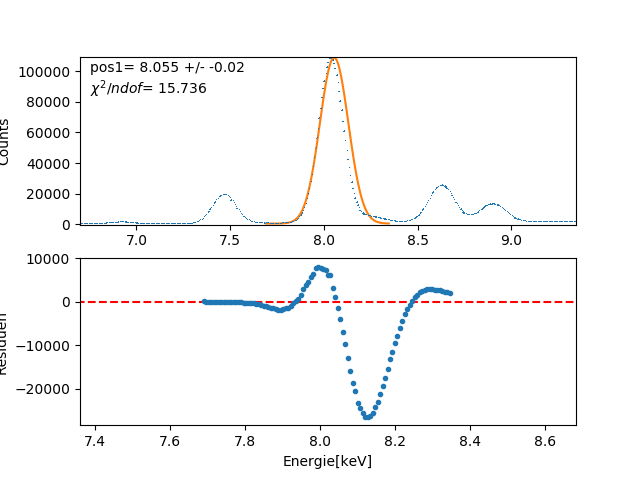 100000
80000
60000
40000
20000
0
Counts
pos1= 8.055 +/- -0.02
χ²/ndof= 15.736
7.0 7.5 8.0 8.5 9.0
10000
0
−10000
−20000
Residuen
7.4 7.6 7.8 8.0 8.2 8.4 8.6
Energie[keV]